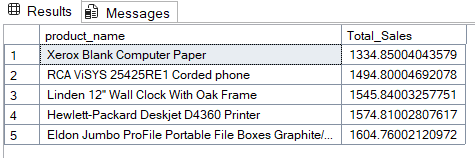 Results Messages
product_name Total_Sales
1 Xerox Blank Computer Paper 1334.85004043579
2 RCA ViSYS 25425RE1 Corded phone 1494.80004692078
3 Linden 12" Wall Clock With Oak Frame 1545.84003257751
4 Hewlett-Packard Deskjet D4360 Printer 1574.81002807617
5 Eldon Jumbo ProFile Portable File Boxes Graphite/... 1604.76002120972